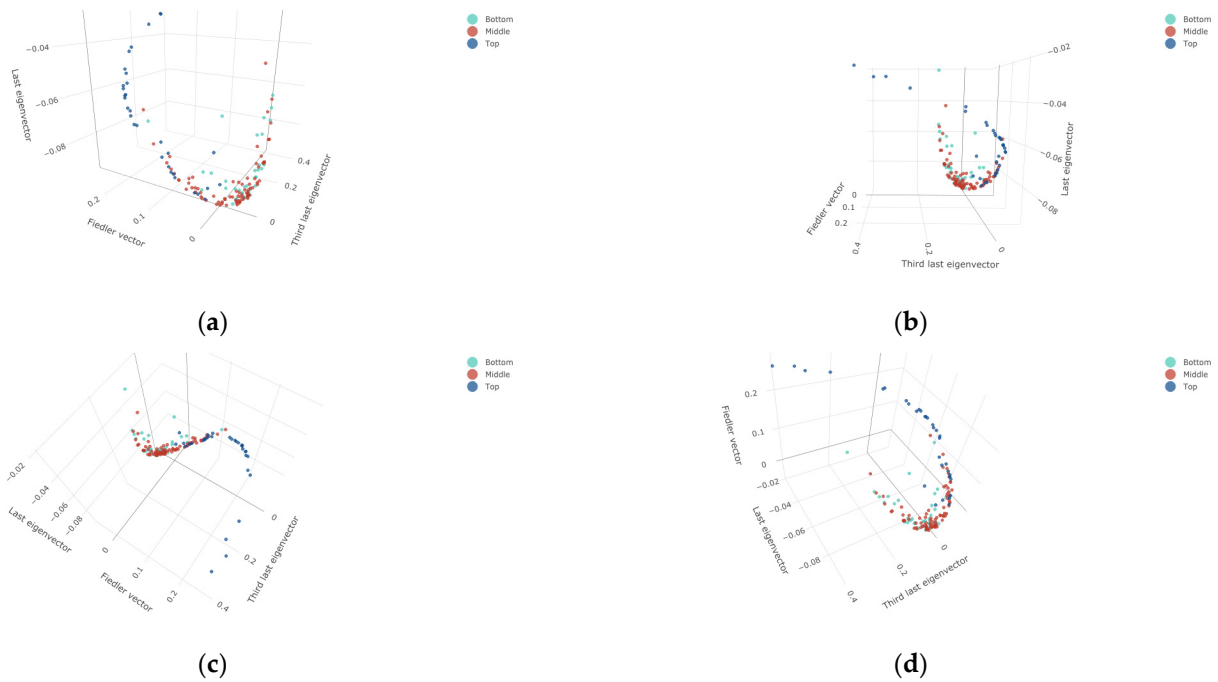 Bottom
Middle
Top
−0.04
−0.06
−0.08
Last eigenvector
0.2
0.1
0
Fiedler vector
0.4
0.2
0
Third last eigenvector
(a)
Bottom
Middle
Top
−0.02
−0.04
−0.06
−0.08
Last eigenvector
0
0.1
0.2
Fiedler vector
0.4
0.2
0
Third last eigenvector
(b)
Bottom
Middle
Top
−0.02
−0.04
−0.06
−0.08
Last eigenvector
0
0.1
0.2
Fiedler vector
0
0.2
0.4
Third last eigenvector
(c)
Bottom
Middle
Top
0.2
0.1
0
Fiedler vector
−0.02
−0.04
−0.06
−0.08
Last eigenvector
0.4
0.2
0
Third last eigenvector
(d)